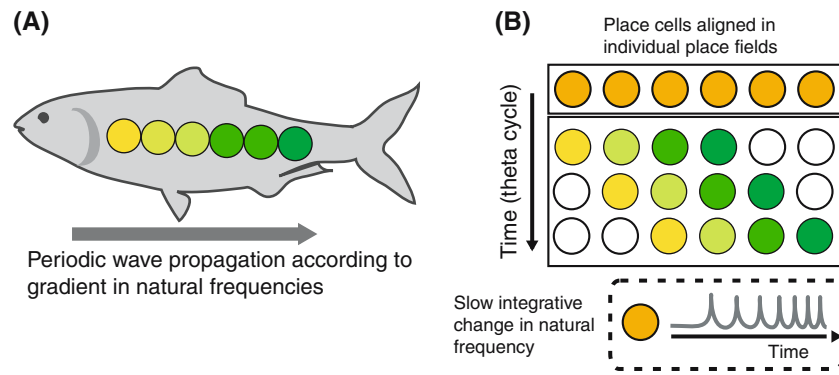 (A)
Periodic wave propagation according to
gradient in natural frequencies
(B)
Place cells aligned in
individual place fields
Time (theta cycle)
Slow integrative
change in natural
frequency
Time